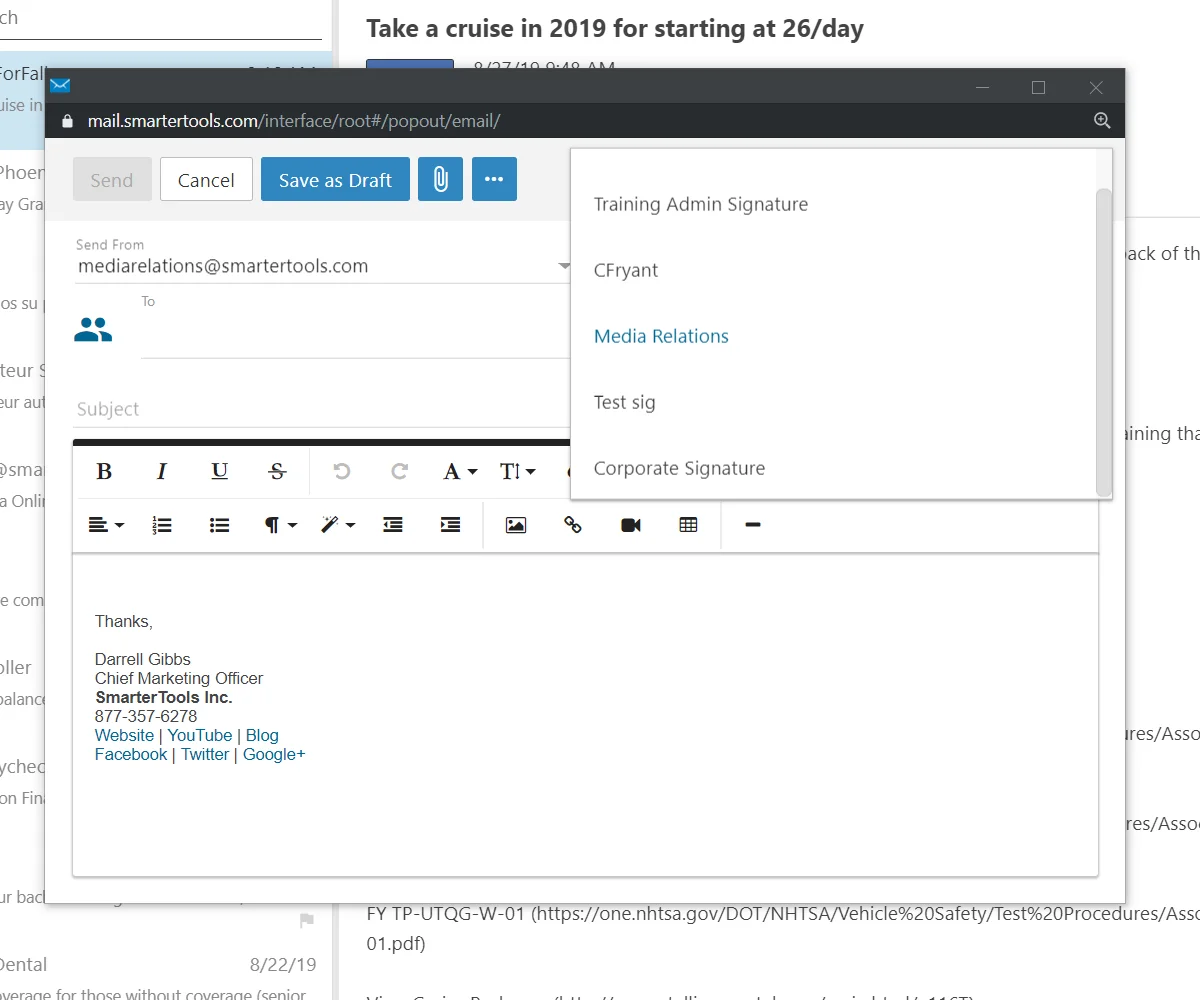 Take a cruise in 2019 for starting at 26/day
8/27/19 9:48 AM
mail.smartertools.com/interface/root#/popout/email/
Send
Cancel
Save as Draft
Send From
mediarelations@smartertools.com
To
Subject
Training Admin Signature
CFryant
Media Relations
Test sig
Corporate Signature
B I U S A T
Thanks,
Darrell Gibbs
Chief Marketing Officer
SmarterTools Inc.
877-357-6278
Website | YouTube | Blog
Facebook | Twitter | Google+
ch
ForFall
uise in
Phoen
ay Gra
os su p
teur S
eur aut
@smar
a Onlin
e com
oller
balance
ychec
on Fina
ur bac
Dental
8/22/19
overage for those without coverage (senior
back of th
aining tha
ures/Asso
res/Asso
FY TP-UTQG-W-01 (https://one.nhtsa.gov/DOT/NHTSA/Vehicle%20Safety/Test%20Procedures/Asso
01.pdf)